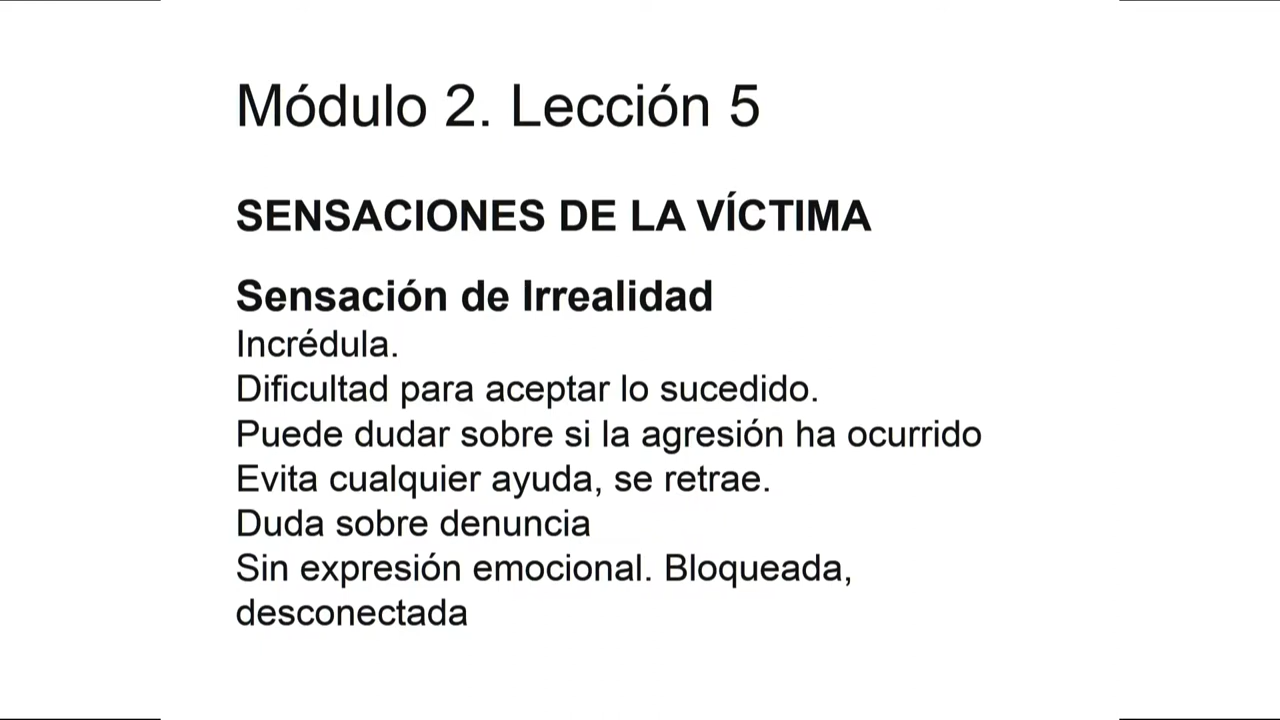 Módulo 2. Lección 5
SENSACIONES DE LA VÍCTIMA
Sensación de Irrealidad
Incrédula.
Dificultad para aceptar lo sucedido.
Puede dudar sobre si la agresión ha ocurrido
Evita cualquier ayuda, se retrae.
Duda sobre denuncia
Sin expresión emocional. Bloqueada,
desconectada